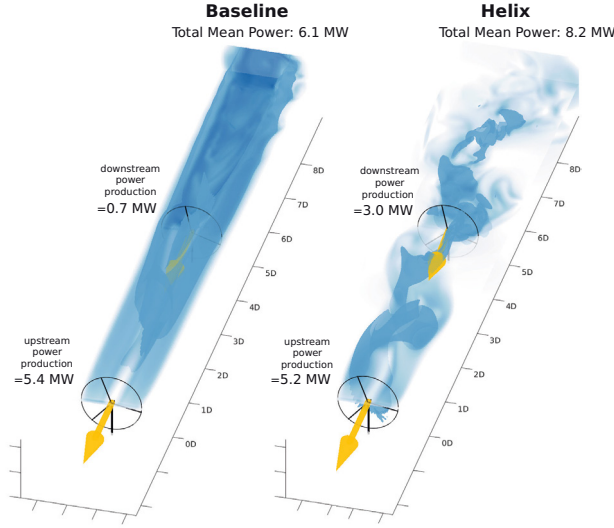 Baseline
Total Mean Power: 6.1 MW
downstream
power
production
=0.7 MW
upstream
power
production
=5.4 MW
8D
7D
6D
5D
4D
3D
2D
1D
0D
Helix
Total Mean Power: 8.2 MW
downstream
power
production
=3.0 MW
upstream
power
production
=5.2 MW
8D
7D
6D
5D
4D
3D
2D
1D
0D